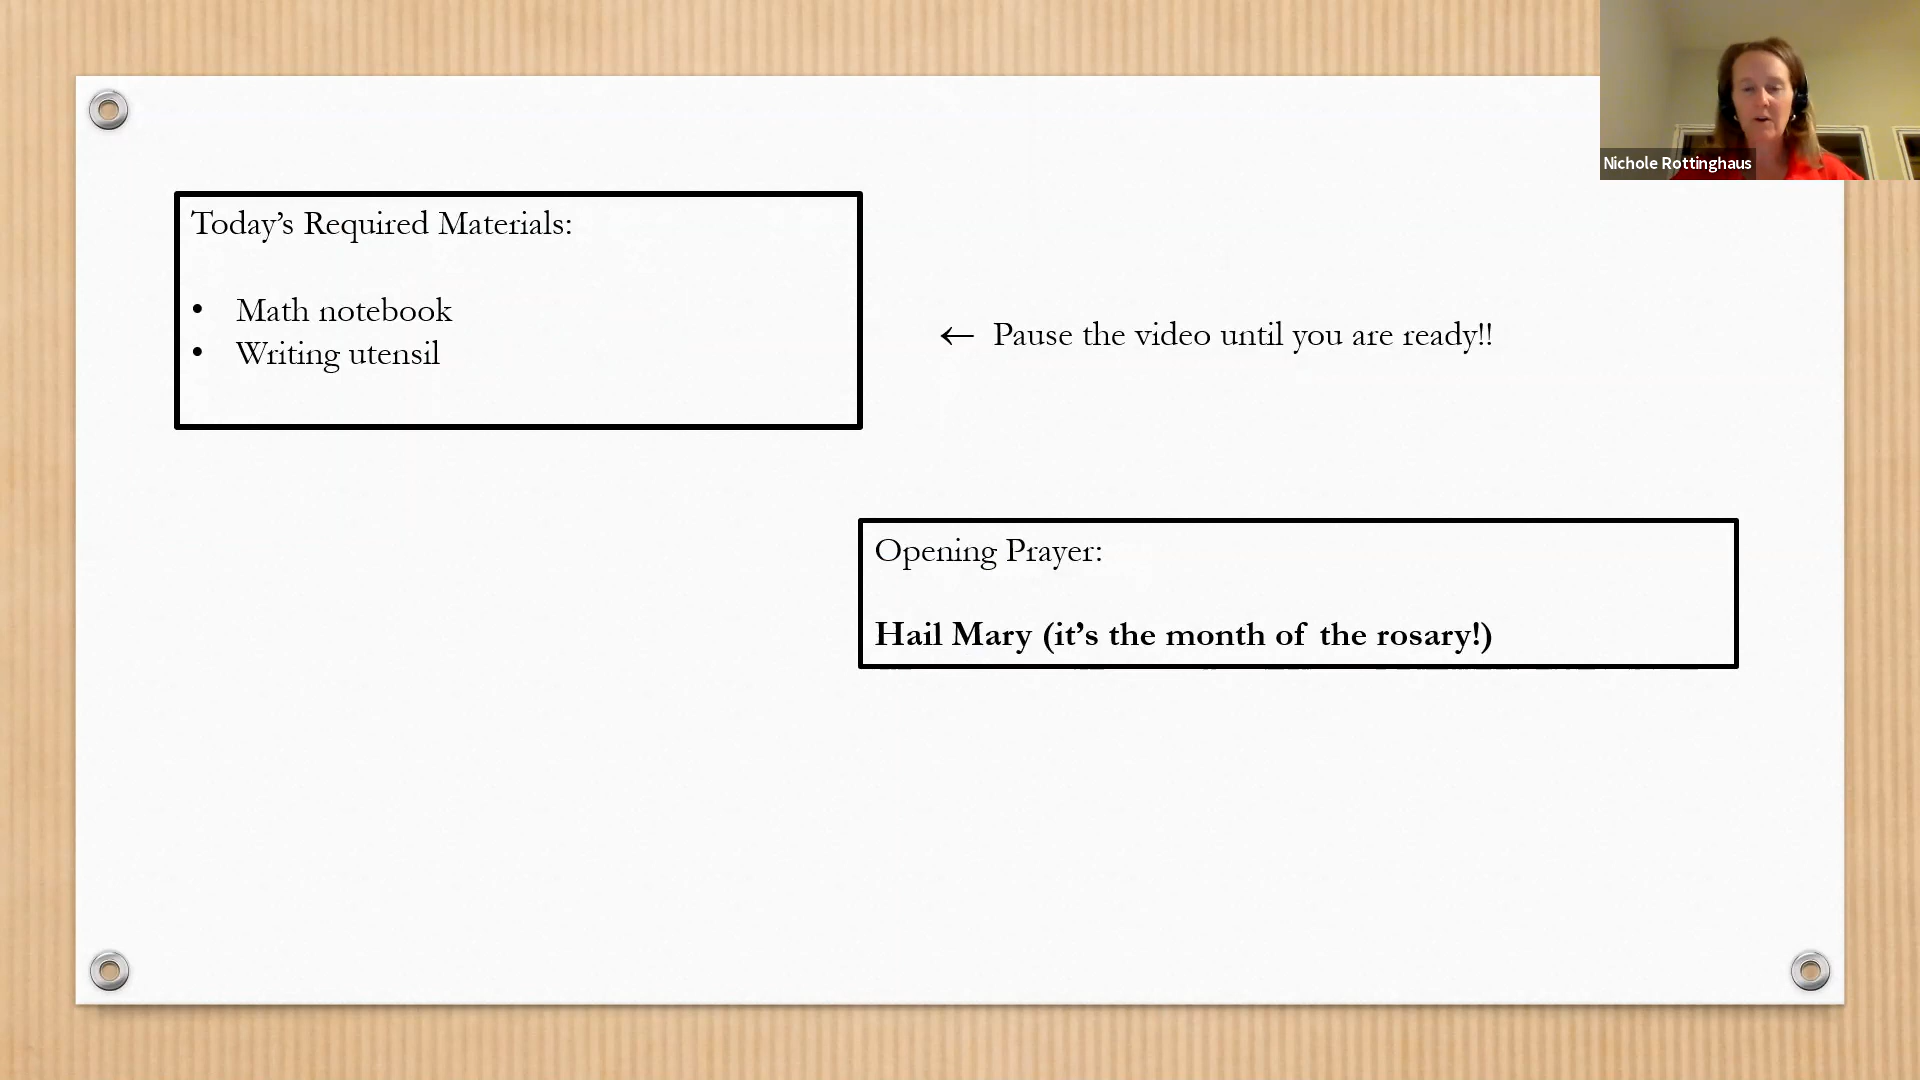 Nichole Rottinghaus
Today’s Required Materials:
• Math notebook
• Writing utensil
← Pause the video until you are ready!!
Opening Prayer:
Hail Mary (it’s the month of the rosary!)